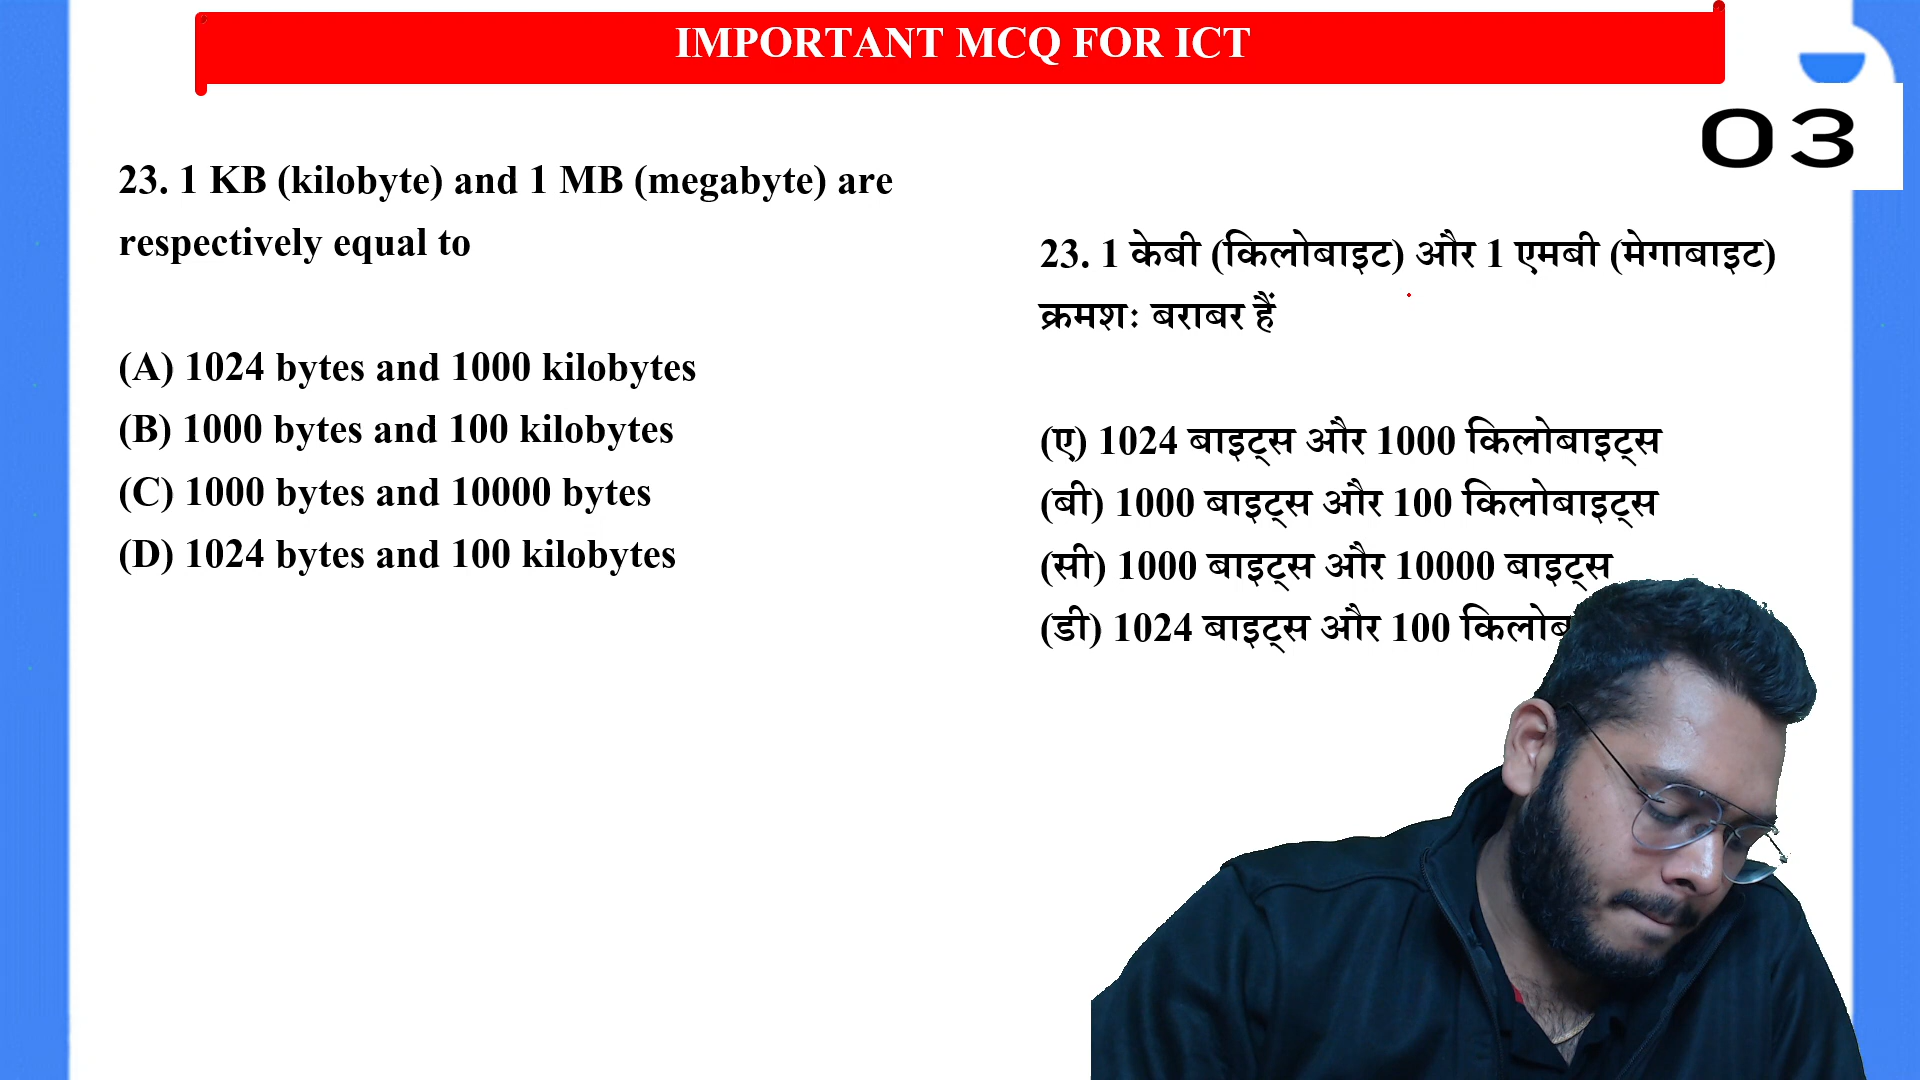 IMPORTANT MCQ FOR ICT
03
23. 1 KB (kilobyte) and 1 MB (megabyte) are
respectively equal to
(A) 1024 bytes and 1000 kilobytes
(B) 1000 bytes and 100 kilobytes
(C) 1000 bytes and 10000 bytes
(D) 1024 bytes and 100 kilobytes
23. 1 केबी (किलोबाइट) और 1 एमबी (मेगाबाइट)
क्रमशः बराबर हैं
(ए) 1024 बाइट्स और 1000 किलोबाइट्स
(बी) 1000 बाइट्स और 100 किलोबाइट्स
(सी) 1000 बाइट्स और 10000 बाइट्स
(डी) 1024 बाइट्स और 100